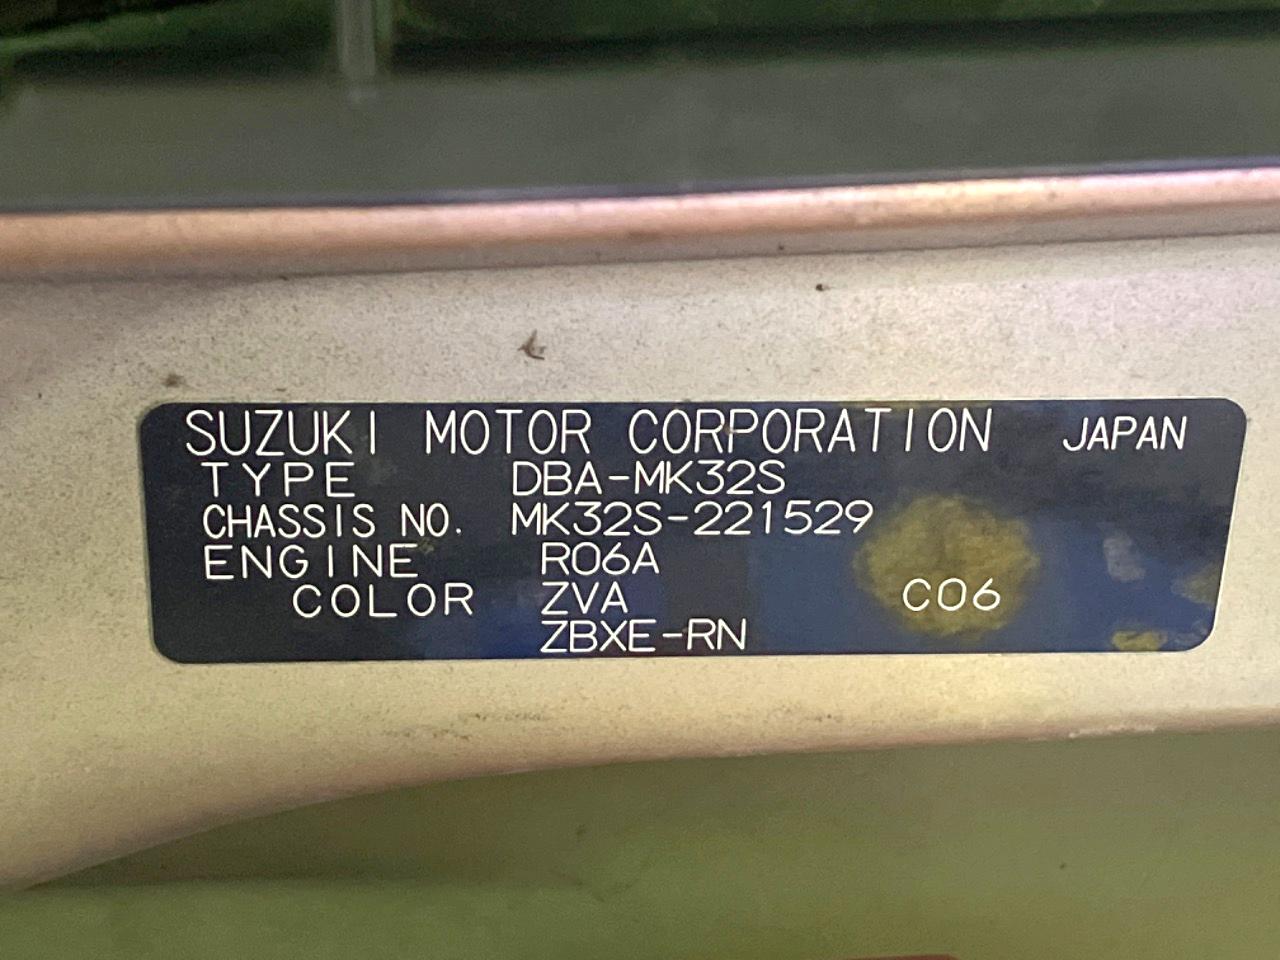 SUZUKI MOTOR CORPORATION JAPAN
TYPE DBA-MK32S
CHASSIS NO. MK32S-221529
ENGINE R06A
COLOR ZVA C06
ZBXE-RN